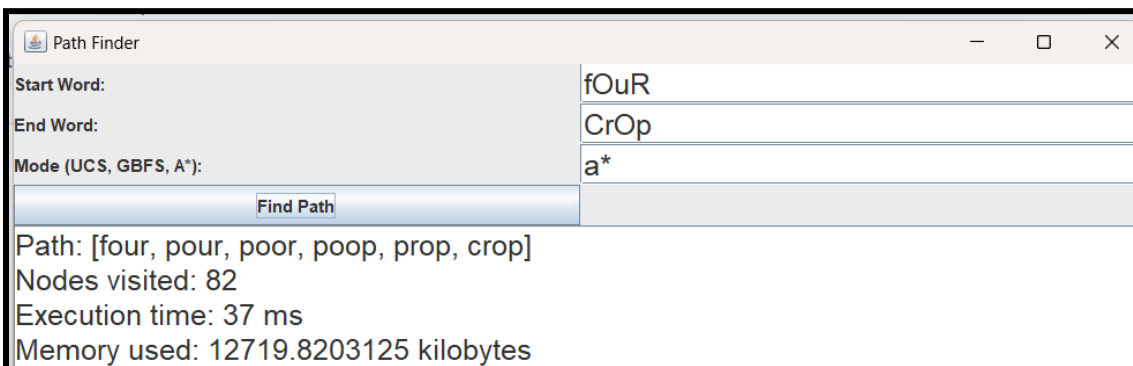 Path Finder
Start Word: fOuR
End Word: CrOp
Mode (UCS, GBFS, A*): a*
Find Path
Path: [four, pour, poor, poop, prop, crop]
Nodes visited: 82
Execution time: 37 ms
Memory used: 12719.8203125 kilobytes